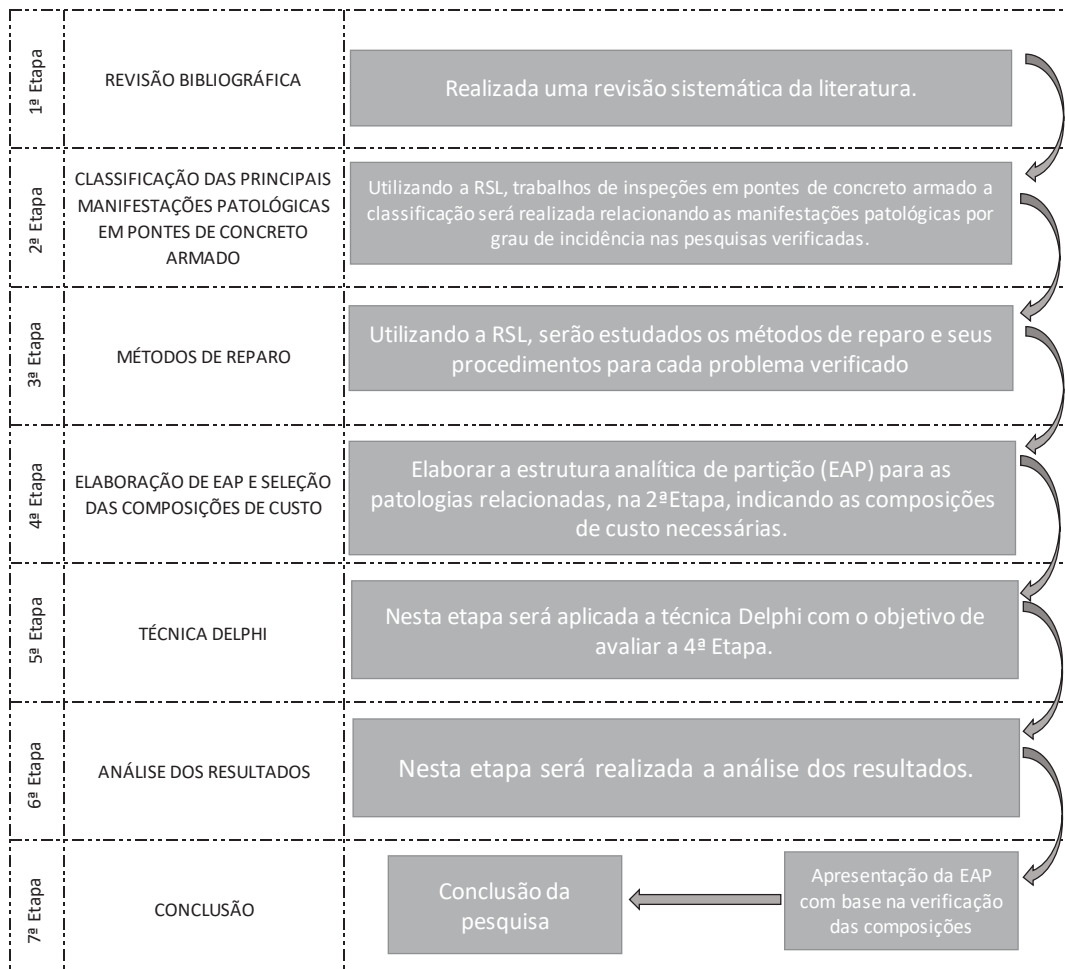 1ª Etapa
REVISÃO BIBLIOGRÁFICA
Realizada uma revisão sistemática da literatura.
2ª Etapa
CLASSIFICAÇÃO DAS PRINCIPAIS
MANIFESTAÇÕES PATOLÓGICAS
EM PONTES DE CONCRETO
ARMADO
Utilizando a RSL, trabalhos de inspeções em pontes de concreto armado a
classificação será realizada relacionando as manifestações patológicas por
grau de incidência nas pesquisas verificadas.
3ª Etapa
MÉTODOS DE REPARO
Utilizando a RSL, serão estudados os métodos de reparo e seus
procedimentos para cada problema verificado
4ª Etapa
ELABORAÇÃO DE EAP E SELEÇÃO
DAS COMPOSIÇÕES DE CUSTO
Elaborar a estrutura analítica de partição (EAP) para as
patologias relacionadas, na 2ªEtapa, indicando as composições
de custo necessárias.
5ª Etapa
TÉCNICA DELPHI
Nesta etapa será aplicada a técnica Delphi com o objetivo de
avaliar a 4ª Etapa.
6ª Etapa
ANÁLISE DOS RESULTADOS
Nesta etapa será realizada a análise dos resultados.
7ª Etapa
CONCLUSÃO
Conclusão da
pesquisa
Apresentação da EAP
com base na verificação
das composições